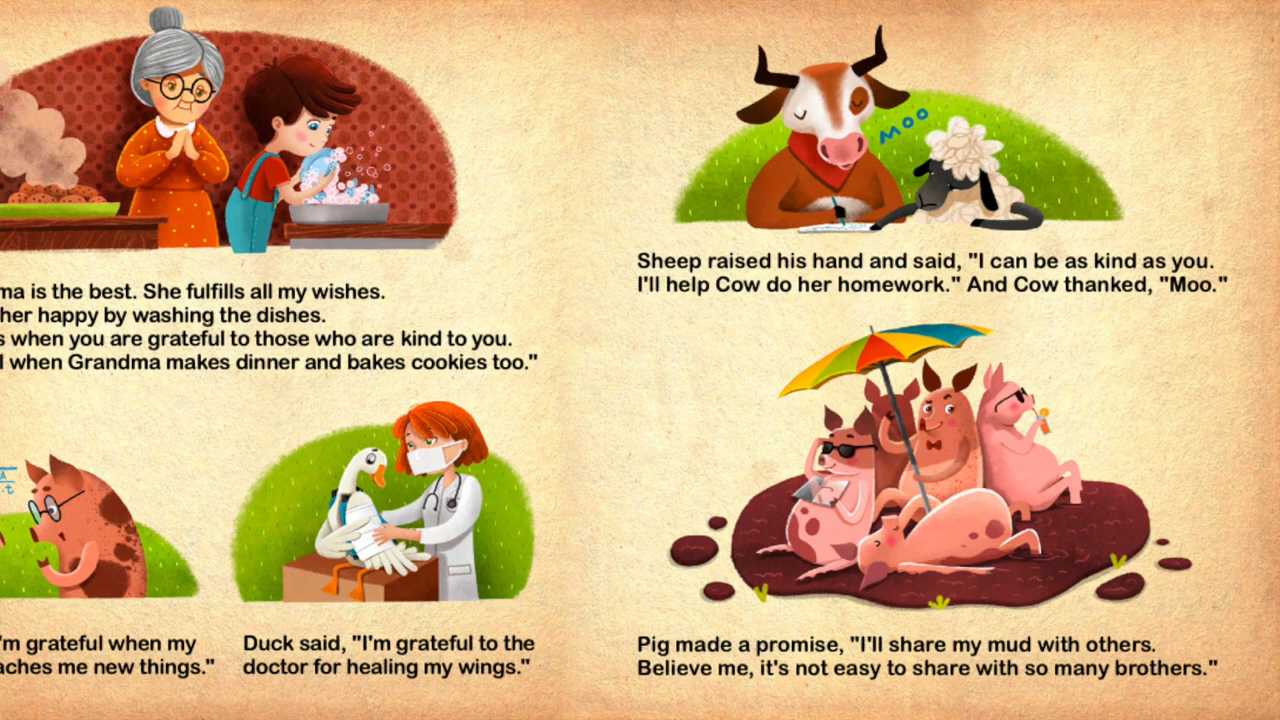 ma is the best. She fulfills all my wishes.
her happy by washing the dishes.
s when you are grateful to those who are kind to you.
l when Grandma makes dinner and bakes cookies too."
A
.t
'm grateful when my
aches me new things."
Duck said, "I'm grateful to the
doctor for healing my wings."
MOO
Sheep raised his hand and said, "I can be as kind as you.
I'll help Cow do her homework." And Cow thanked, "Moo."
Pig made a promise, "I'll share my mud with others.
Believe me, it's not easy to share with so many brothers."